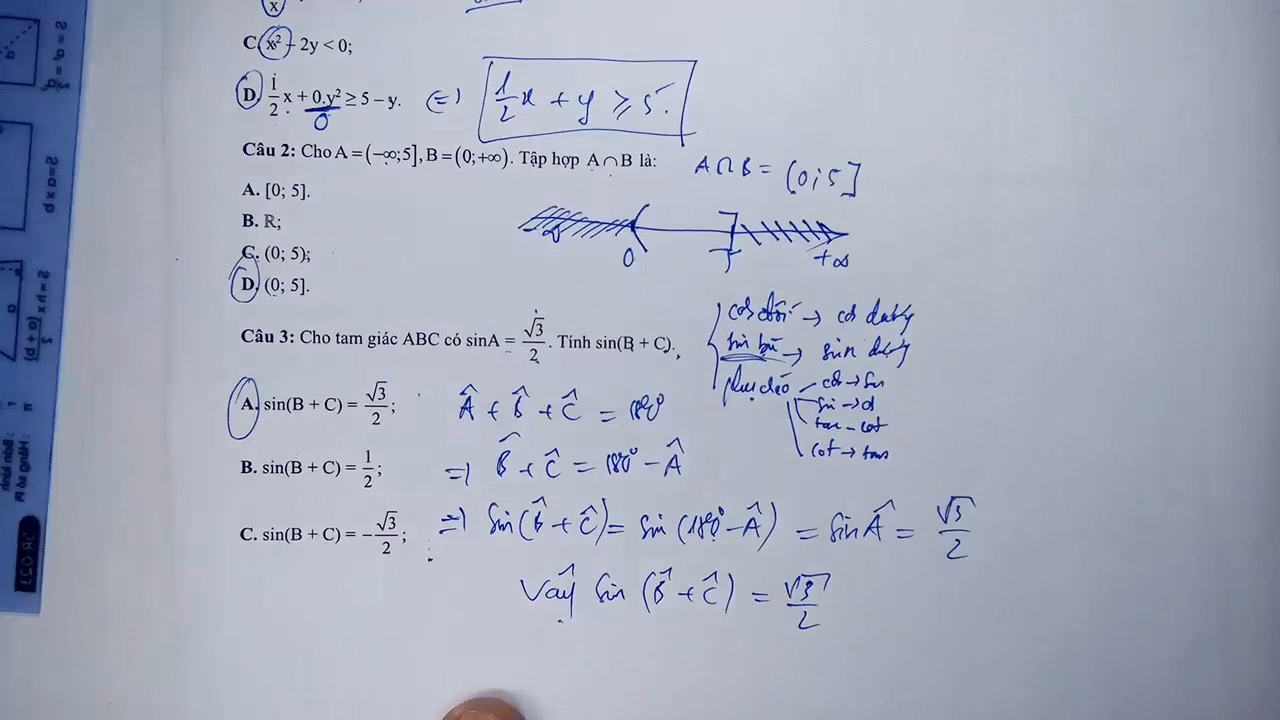 x
C. x² – 2y < 0;
D. 1/2 x + 0.y² ≥ 5 – y. (=) 1/2 x + y ≥ 5.
0
Câu 2: Cho A = (–∞; 5], B = (0; +∞). Tập hợp A ∩ B là:
A ∩ B = (0; 5]
A. [0; 5].
B. ℝ;
C. (0; 5);
D. (0; 5].
0 5 +∞
Câu 3: Cho tam giác ABC có sinA = √3/2. Tính sin(B + C).
cos đối → cos
sin bù → sin
phụ chéo cos → sin
sin → cos
tan – cot
cot → tan
A. sin(B + C) = √3/2;
Â + B̂ + Ĉ = 180°
B. sin(B + C) = 1/2;
=> B̂ + Ĉ = 180° – Â
C. sin(B + C) = –√3/2;
=> Sin(B̂ + Ĉ) = sin(180° – Â) = sin Â = √3/2
Vậy Sin (B̂ + Ĉ) = √3/2